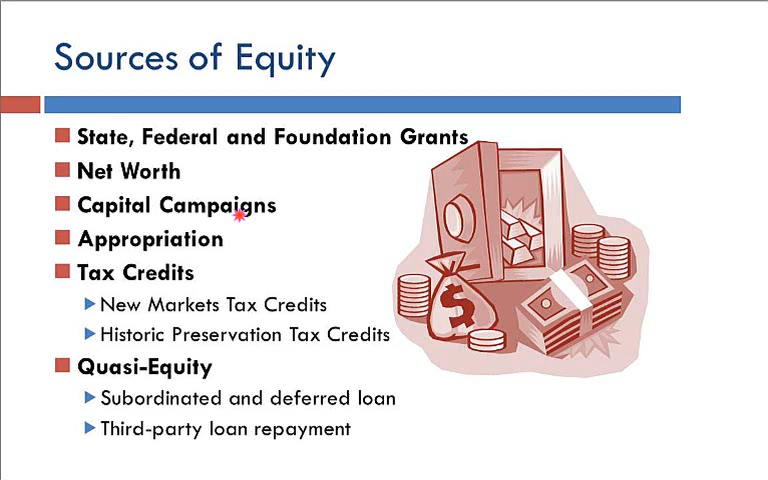 Sources of Equity
State, Federal and Foundation Grants
Net Worth
Capital Campaigns
Appropriation
Tax Credits
New Markets Tax Credits
Historic Preservation Tax Credits
Quasi-Equity
Subordinated and deferred loan
Third-party loan repayment
$